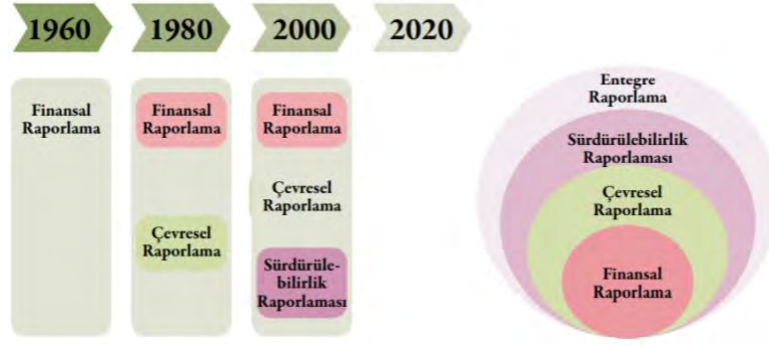 1960
1980
2000
2020
Finansal
Raporlama
Finansal
Raporlama
Çevresel
Raporlama
Finansal
Raporlama
Çevresel
Raporlama
Sürdürüle-
bilirlik
Raporlaması
Entegre
Raporlama
Sürdürülebilirlik
Raporlaması
Çevresel
Raporlama
Finansal
Raporlama